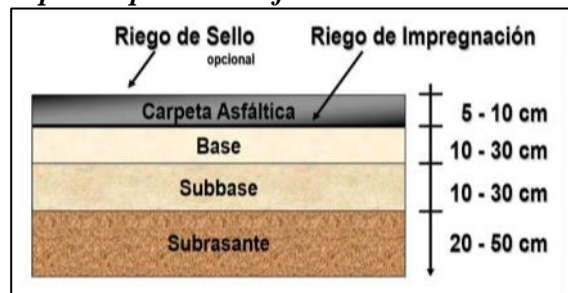 Riego de Sello
opcional
Riego de Impregnación
Carpeta Asfáltica
5 - 10 cm
Base
10 - 30 cm
Subbase
10 - 30 cm
Subrasante
20 - 50 cm